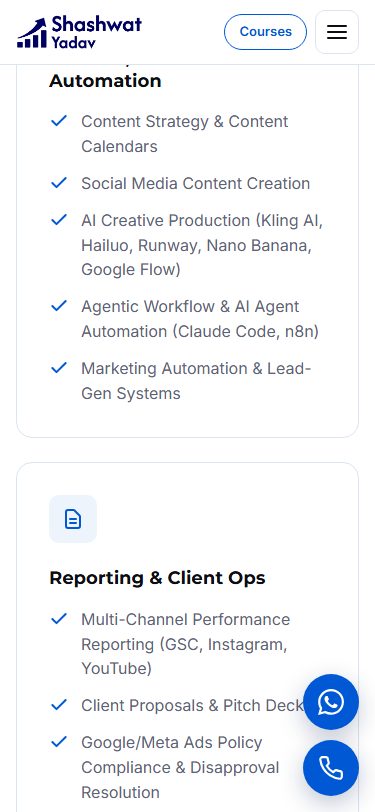 Shashwat
Yadav
Courses
Automation
Content Strategy & Content
Calendars
Social Media Content Creation
AI Creative Production (Kling AI,
Hailuo, Runway, Nano Banana,
Google Flow)
Agentic Workflow & AI Agent
Automation (Claude Code, n8n)
Marketing Automation & Lead-
Gen Systems
Reporting & Client Ops
Multi-Channel Performance
Reporting (GSC, Instagram,
YouTube)
Client Proposals & Pitch Deck
Google/Meta Ads Policy
Compliance & Disapproval
Resolution